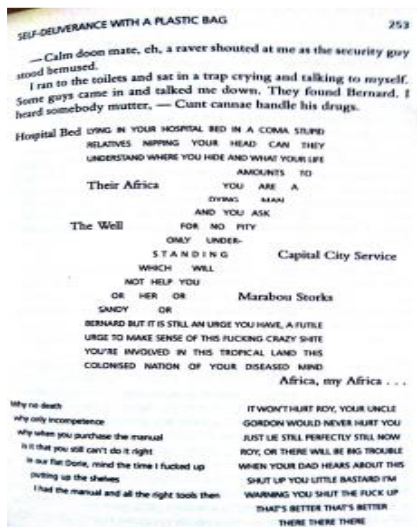 SELF-DELIVERANCE WITH A PLASTIC BAG 253
— Calm doon mate, eh, a raver shouted at me as the security guy
stood bemused.
I ran to the toilets and sat in a trap crying and talking to myself.
Some guys came in and talked me down. They found Bernard. I
heard somebody mutter, — Cunt cannae handle his drugs.
Hospital Bed LYING IN YOUR HOSPITAL BED IN A COMA STUPID
RELATIVES NIPPING YOUR HEAD CAN THEY
UNDERSTAND WHERE YOU HIDE AND WHAT YOUR LIFE
AMOUNTS TO
Their Africa YOU ARE A
DYING MAN
AND YOU ASK
The Well FOR NO PITY
ONLY UNDER-
STANDING Capital City Service
WHICH WILL
NOT HELP YOU
OR HER OR Marabou Storks
SANDY OR
BERNARD BUT IT IS STILL AN URGE YOU HAVE, A FUTILE
URGE TO MAKE SENSE OF THIS FUCKING CRAZY SHITE
YOU'RE INVOLVED IN THIS TROPICAL LAND THIS
COLONISED NATION OF YOUR DISEASED MIND
Africa, my Africa . . .
Why no death
why only incompetence
why when you purchase the manual
is it that you still can't do it right
in our flat Dorie, mind the time I fucked up
putting up the shelves
I had the manual and all the right tools then
IT WON'T HURT ROY, YOUR UNCLE
GORDON WOULD NEVER HURT YOU
JUST LIE STILL PERFECTLY STILL NOW
ROY, OR THERE WILL BE BIG TROUBLE
WHEN YOUR DAD HEARS ABOUT THIS
SHUT UP YOU LITTLE BASTARD I'M
WARNING YOU SHUT THE FUCK UP
THAT'S BETTER THAT'S BETTER
THERE THERE THERE